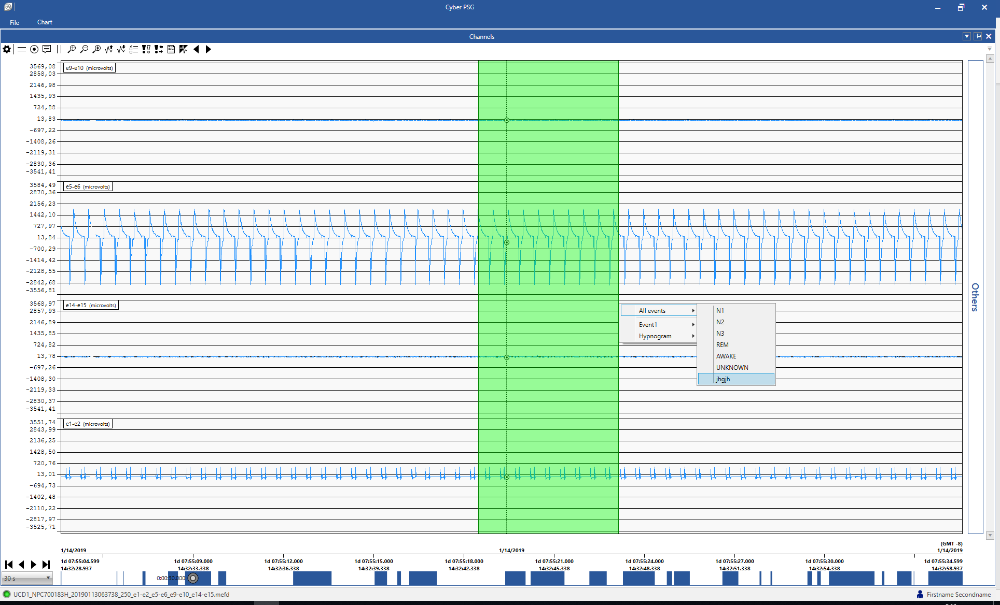 Cyber PSG
File
Chart
Channels
e9-e10 (microvolts)
3569,08
2858,03
2146,98
1435,93
724,88
13,83
-697,22
-1408,26
-2119,31
-2830,36
-3541,41
e5-e6 (microvolts)
3584,49
2870,36
2156,23
1442,10
727,97
13,84
-700,29
-1414,42
-2128,55
-2842,68
-3556,81
e14-e15 (microvolts)
3568,97
2857,93
2146,89
1435,85
724,82
13,78
-697,26
-1408,30
-2119,33
-2830,37
-3541,41
All events
Event1
Hypnogram
N1
N2
N3
REM
AWAKE
UNKNOWN
jhgjh
e1-e2 (microvolts)
3551,74
2843,99
2136,25
1428,50
720,76
13,01
-694,73
-1402,48
-2110,22
-2817,97
-3525,71
Others
(GMT -8)
1/14/2019 1/14/2019 1/14/2019
1d 07:55:04.599 1d 07:55:09.000 1d 07:55:12.000 1d 07:55:15.000 1d 07:55:18.000 1d 07:55:21.000 1d 07:55:24.000 1d 07:55:27.000 1d 07:55:30.000 1d 07:55:34.599
14:32:28.937 14:32:33.338 14:32:36.338 14:32:39.338 14:32:42.338 14:32:45.338 14:32:48.338 14:32:51.338 14:32:54.338 14:32:58.937
30 s
0:00:30.000
UCD1_NPC700183H_20190113063738_250_e1-e2_e5-e6_e9-e10_e14-e15.mefd
Firstname Secondname